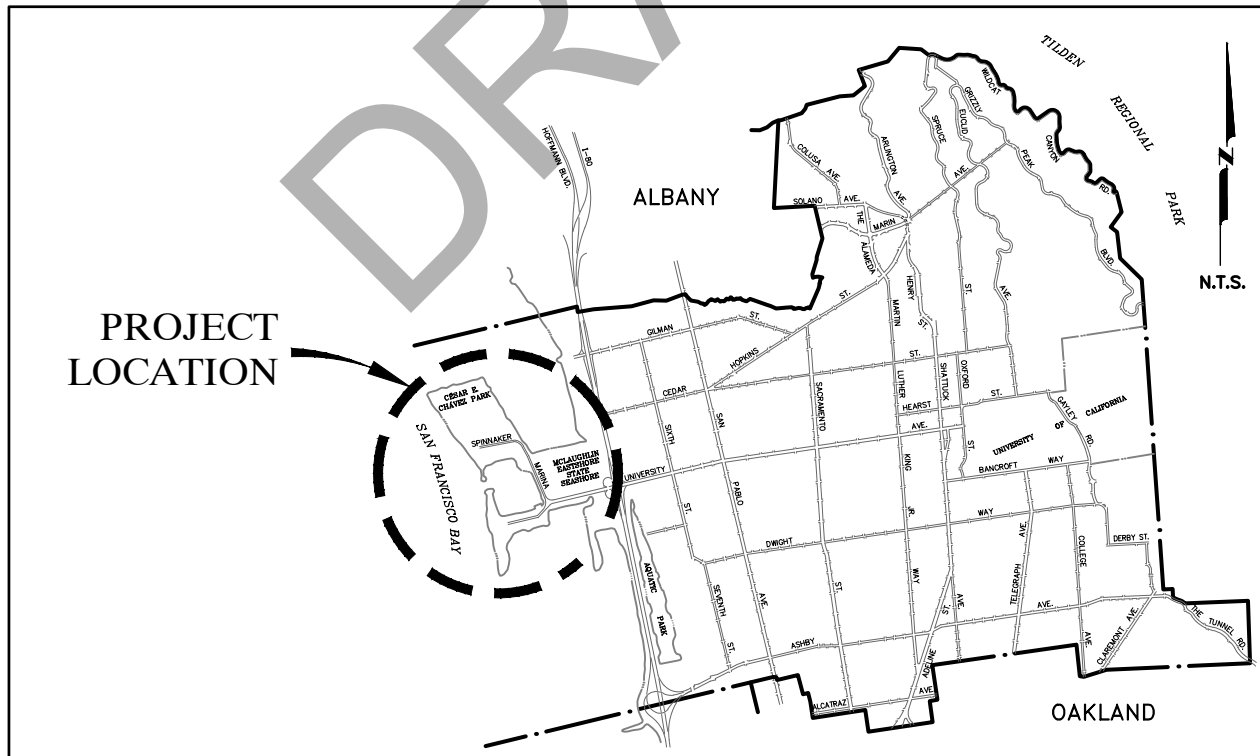 DRA
TILDEN
REGIONAL
PARK
WILDCAT
CANYON
RD.
GRIZZLY
PEAK
BLVD.
SPRUCE
ST.
EUCLID
AVE.
ARLINGTON
AVE.
COLUSA
AVE.
SOLANO AVE.
THE
ALAMEDA
MARIN
AVE.
HOFFMANN BLVD.
I-80
ALBANY
N
N.T.S.
PROJECT
LOCATION
CÉSAR E.
CHÁVEZ PARK
SPINNAKER
MARINA
SAN FRANCISCO BAY
MCLAUGHLIN
EASTSHORE
STATE
SEASHORE
GILMAN ST.
HOPKINS ST.
CEDAR ST.
HENRY ST.
MARTIN
LUTHER
KING
JR.
WAY
SHATTUCK
AVE.
OXFORD
ST.
HEARST ST.
UNIVERSITY AVE.
UNIVERSITY OF CALIFORNIA
GAYLEY
RD.
BANCROFT WAY
SIXTH
ST.
SAN
PABLO
AVE.
SACRAMENTO
ST.
DWIGHT WAY
DERBY ST.
SEVENTH
ST.
AQUATIC
PARK
TELEGRAPH AVE.
COLLEGE
AVE.
CLAREMONT AVE.
THE
TUNNEL
RD.
ASHBY AVE.
ADELINE ST.
ALCATRAZ AVE.
OAKLAND